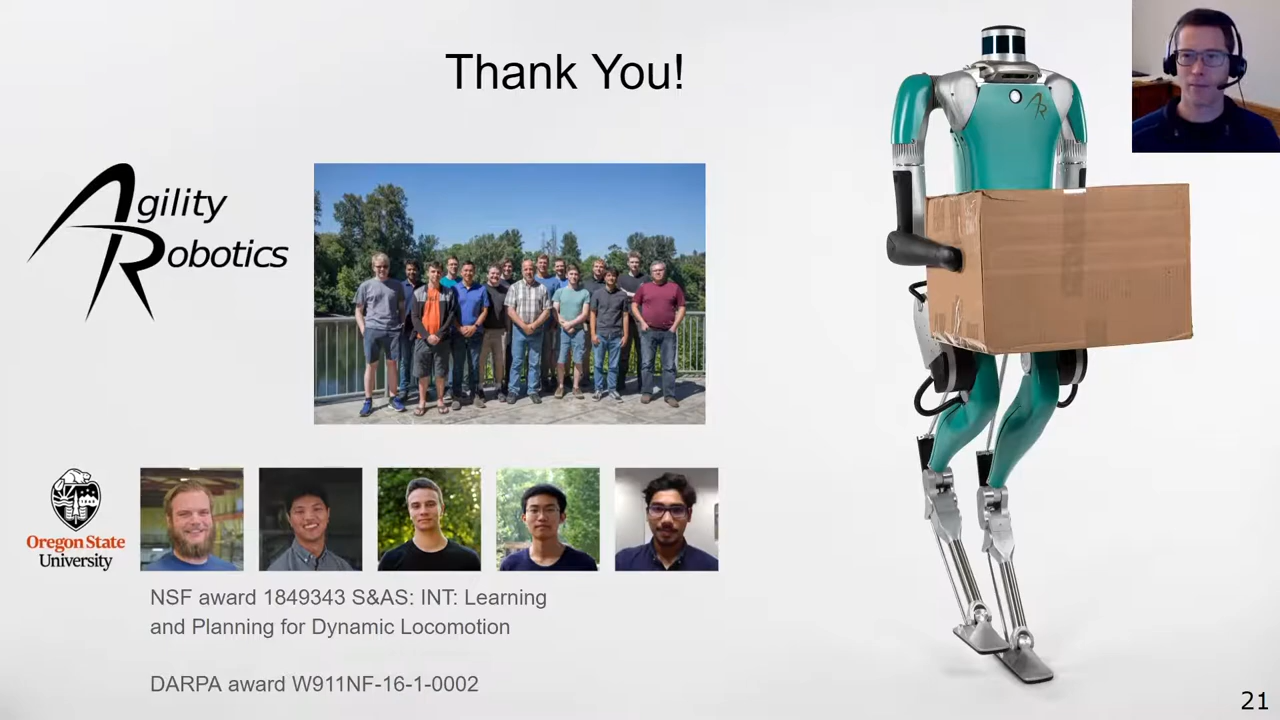 Thank You!
Agility
Robotics
Oregon State
University
NSF award 1849343 S&AS: INT: Learning
and Planning for Dynamic Locomotion
DARPA award W911NF-16-1-0002
21